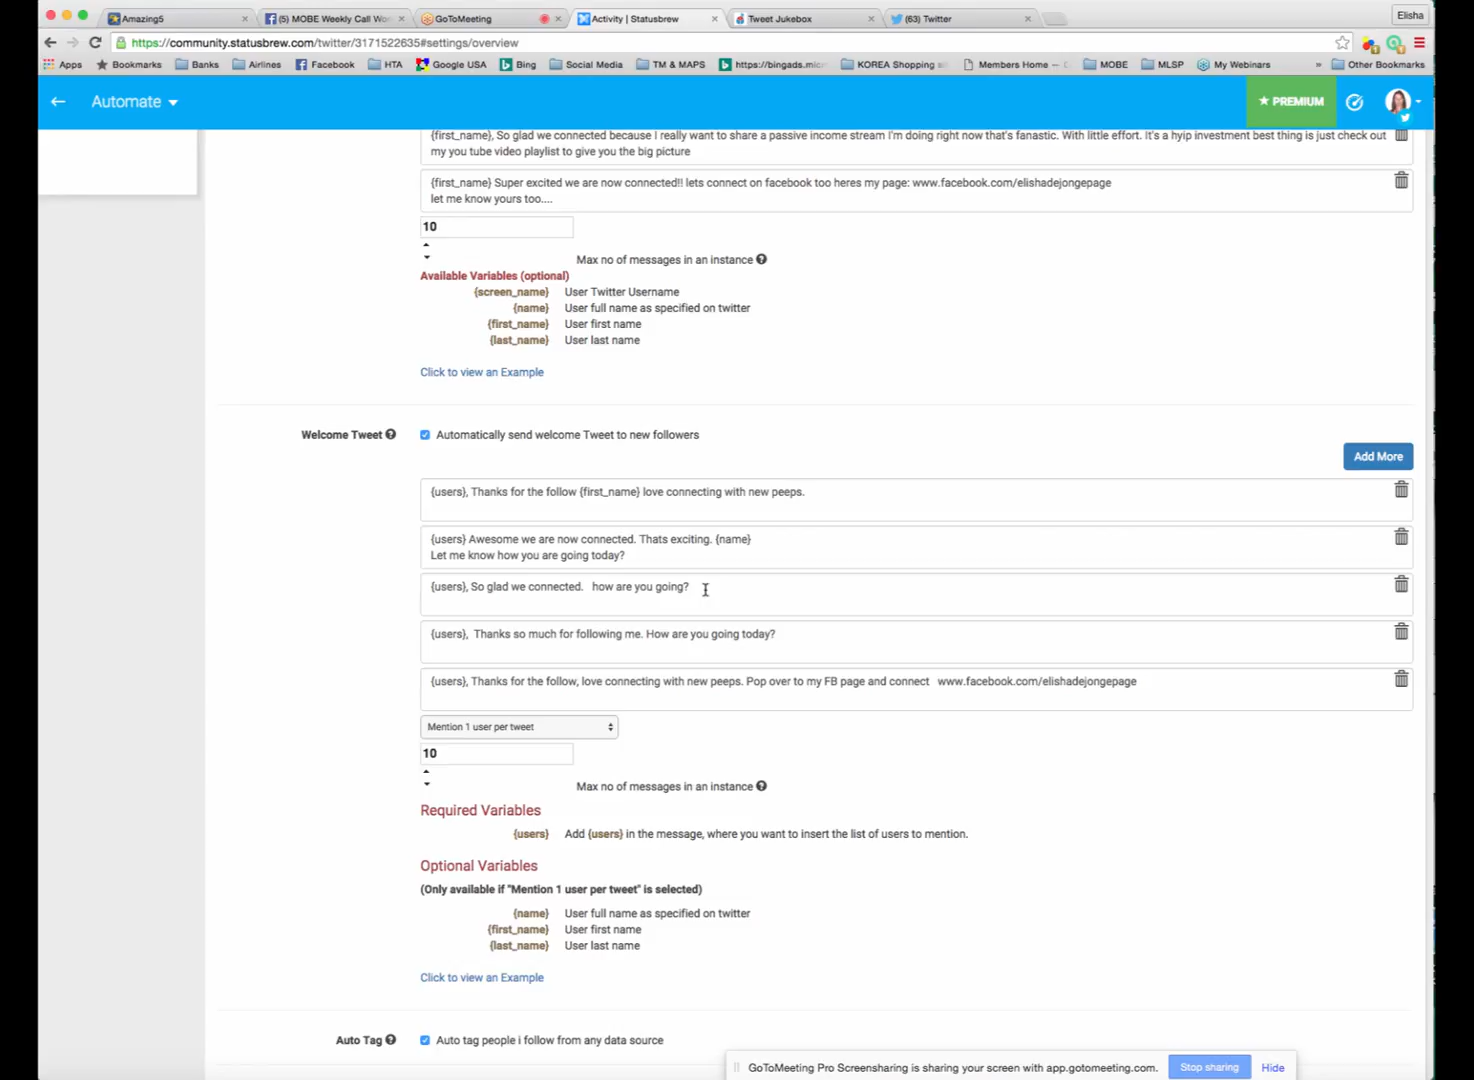 Amazing5
(5) MOBE Weekly Call Wo
GoToMeeting
Activity | Statusbrew
Tweet Jukebox
(63) Twitter
Elisha
https://community.statusbrew.com/twitter/3171522635#settings/overview
Apps
Bookmarks
Banks
Airlines
Facebook
HTA
Google USA
Bing
Social Media
TM & MAPS
https://bingads.mic
KOREA Shopping
Members Home –
MOBE
MLSP
My Webinars
»
Other Bookmarks
Automate
★ PREMIUM
{first_name}, So glad we connected because I really want to share a passive income stream I'm doing right now that's fanastic. With little effort. It's a hyip investment best thing is just check out
my you tube video playlist to give you the big picture
{first_name} Super excited we are now connected!! lets connect on facebook too heres my page: www.facebook.com/elishadejongepage
let me know yours too....
10
Max no of messages in an instance ?
Available Variables (optional)
{screen_name} User Twitter Username
{name} User full name as specified on twitter
{first_name} User first name
{last_name} User last name
Click to view an Example
Welcome Tweet ? Automatically send welcome Tweet to new followers
Add More
{users}, Thanks for the follow {first_name} love connecting with new peeps.
{users} Awesome we are now connected. Thats exciting. {name}
Let me know how you are going today?
{users}, So glad we connected. how are you going?
{users}, Thanks so much for following me. How are you going today?
{users}, Thanks for the follow, love connecting with new peeps. Pop over to my FB page and connect www.facebook.com/elishadejongepage
Mention 1 user per tweet
10
Max no of messages in an instance ?
Required Variables
{users} Add {users} in the message, where you want to insert the list of users to mention.
Optional Variables
(Only available if "Mention 1 user per tweet" is selected)
{name} User full name as specified on twitter
{first_name} User first name
{last_name} User last name
Click to view an Example
Auto Tag ? Auto tag people i follow from any data source
GoToMeeting Pro Screensharing is sharing your screen with app.gotomeeting.com.
Stop sharing
Hide